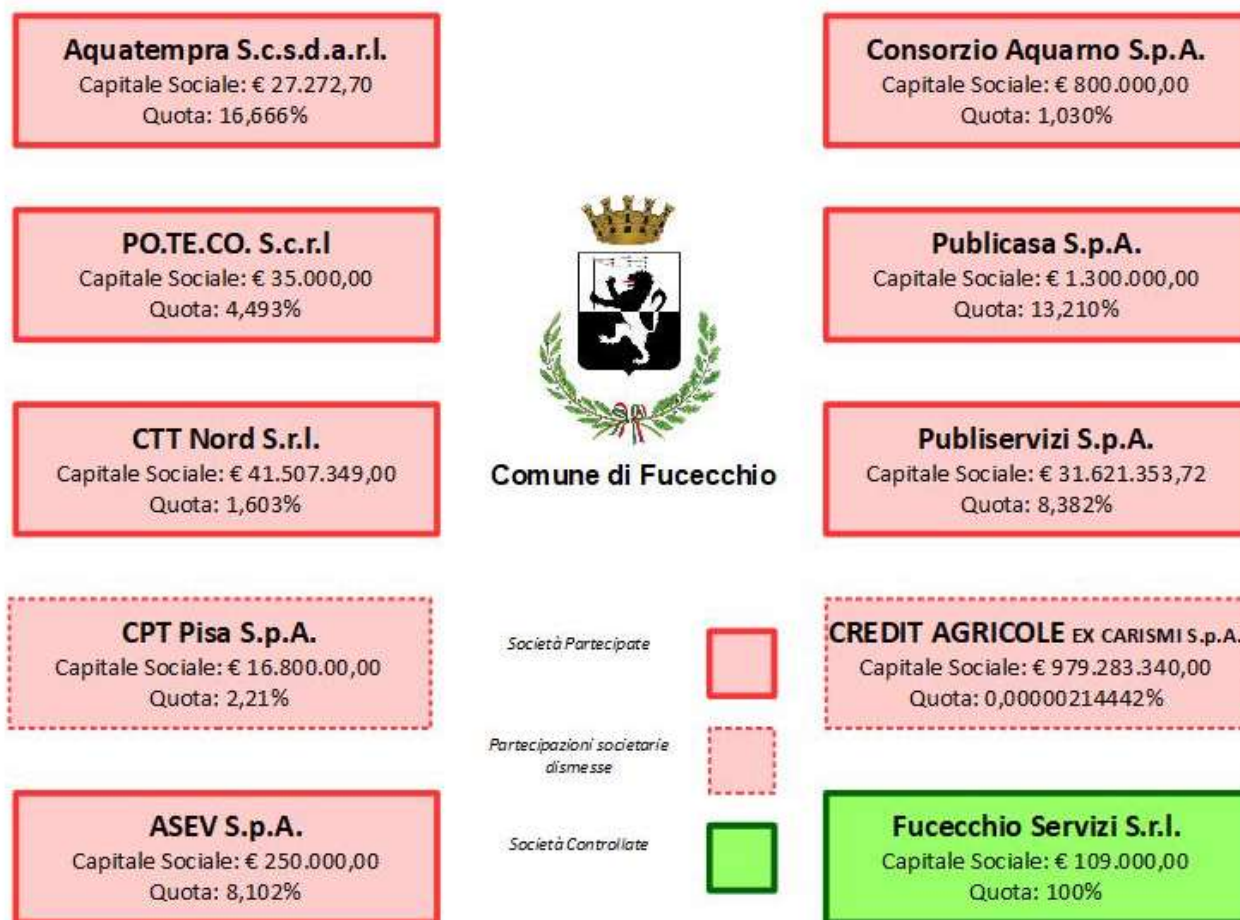 Aquatempra S.c.s.d.a.r.l.
Capitale Sociale: € 27.272,70
Quota: 16,666%
Consorzio Aquarno S.p.A.
Capitale Sociale: € 800.000,00
Quota: 1,030%
PO.TE.CO. S.c.r.l
Capitale Sociale: € 35.000,00
Quota: 4,493%
Publicasa S.p.A.
Capitale Sociale: € 1.300.000,00
Quota: 13,210%
CTT Nord S.r.l.
Capitale Sociale: € 41.507.349,00
Quota: 1,603%
Comune di Fucecchio
Publiservizi S.p.A.
Capitale Sociale: € 31.621.353,72
Quota: 8,382%
CPT Pisa S.p.A.
Capitale Sociale: € 16.800.00,00
Quota: 2,21%
Società Partecipate
Partecipazioni societarie
dismesse
Società Controllate
CREDIT AGRICOLE EX CARISMI S.p.A.
Capitale Sociale: € 979.283.340,00
Quota: 0,00000214442%
ASEV S.p.A.
Capitale Sociale: € 250.000,00
Quota: 8,102%
Fucecchio Servizi S.r.l.
Capitale Sociale: € 109.000,00
Quota: 100%